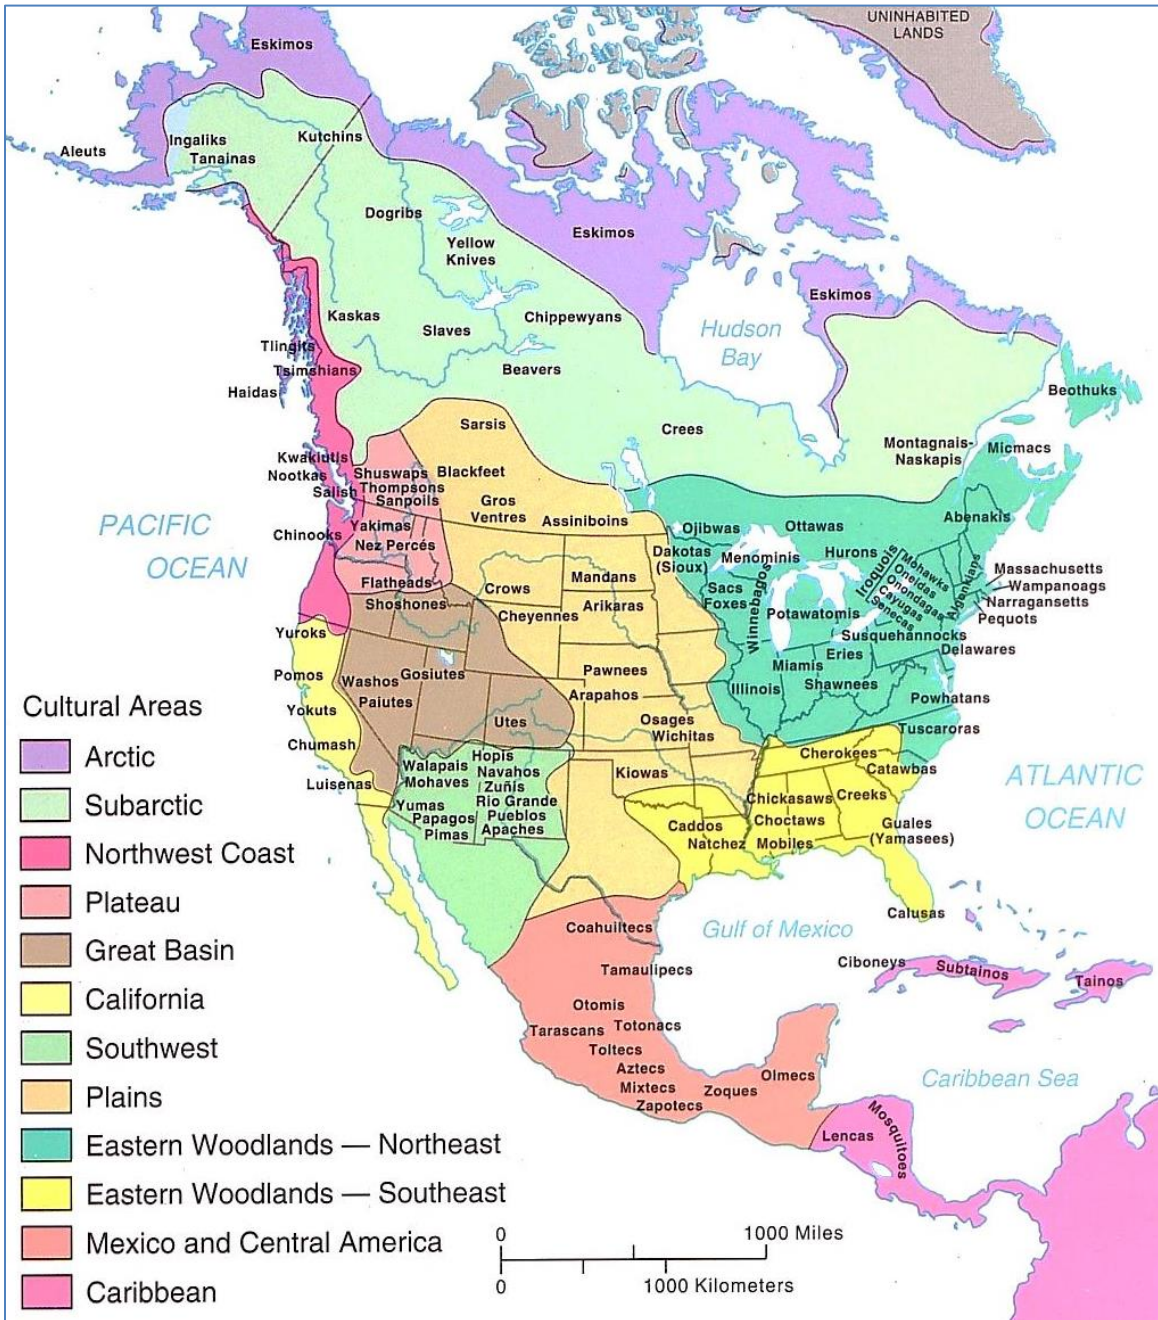 UNINHABITED
LANDS
Eskimos
Ingaliks
Tanainas
Kutchins
Aleuts
Dogribs
Yellow
Knives
Eskimos
Eskimos
Kaskas
Slaves
Chippewyans
Hudson
Bay
Tlingits
Tsimshians
Beavers
Haidas
Beothuks
Sarsis
Crees
Montagnais-
Naskapis
Micmacs
Kwakiutls
Nootkas
Salish
Shuswaps
Thompsons
Sanpoils
Blackfeet
Gros
Ventres
Assiniboins
Ojibwas
Ottawas
Abenakis
PACIFIC
OCEAN
Chinooks
Yakimas
Nez Percés
Flatheads
Dakotas
(Sioux)
Menominis
Winnebagos
Hurons
Iroquois
Mohawks
Oneidas
Onondagas
Cayugas
Senecas
Algonkians
Massachusetts
Wampanoags
Narragansetts
Pequots
Shoshones
Crows
Cheyennes
Mandans
Arikaras
Sacs
Foxes
Potawatomis
Susquehannocks
Delawares
Yuroks
Pomos
Yokuts
Chumash
Luisenas
Washos
Paiutes
Gosiutes
Utes
Pawnees
Arapahos
Osages
Wichitas
Miamis
Eries
Illinois
Shawnees
Powhatans
Tuscaroras
Walapais
Mohaves
Hopis
Navahos
Zuñis
Rio Grande
Pueblos
Apaches
Yumas
Papagos
Pimas
Kiowas
Cherokees
Catawbas
Chickasaws
Creeks
Choctaws
Caddos
Natchez
Mobiles
Guales
(Yamasees)
ATLANTIC
OCEAN
Calusas
Gulf of Mexico
Coahuiltecs
Tamaulipecs
Ciboneys
Subtainos
Tainos
Otomis
Tarascans
Totonacs
Toltecs
Aztecs
Mixtecs
Zapotecs
Zoques
Olmecs
Caribbean Sea
Lencas
Mosquitoes
Cultural Areas
Arctic
Subarctic
Northwest Coast
Plateau
Great Basin
California
Southwest
Plains
Eastern Woodlands — Northeast
Eastern Woodlands — Southeast
Mexico and Central America
Caribbean
0 1000 Miles
0 1000 Kilometers